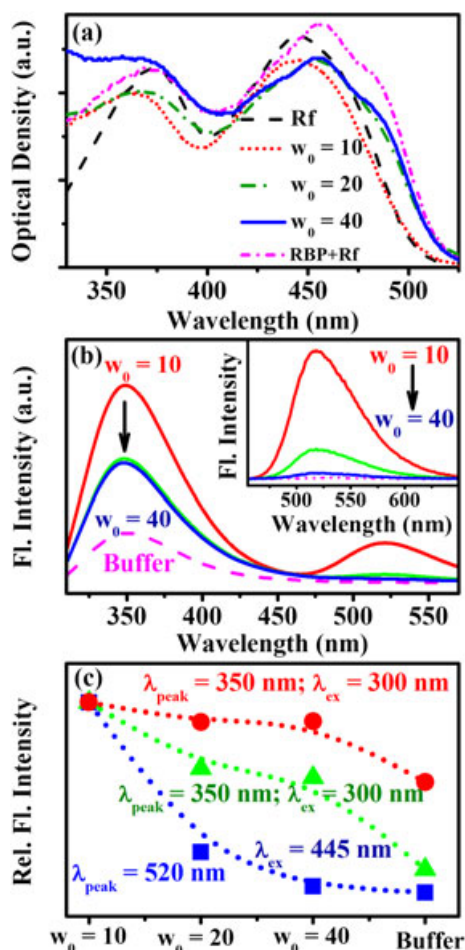 (a)
Optical Density (a.u.)
Rf
w₀ = 10
w₀ = 20
w₀ = 40
RBP+Rf
350 400 450 500
Wavelength (nm)
(b)
w₀ = 10
w₀ = 40
Buffer
Fl. Intensity (a.u.)
Fl. Intensity
w₀ = 10
w₀ = 40
500 550 600
Wavelength (nm)
350 400 450 500 550
Wavelength (nm)
(c)
Rel. Fl. Intensity
λpeak = 350 nm; λex = 300 nm
λpeak = 350 nm; λex = 300 nm
λex = 445 nm
λpeak = 520 nm
w₀ = 10 w₀ = 20 w₀ = 40 Buffer